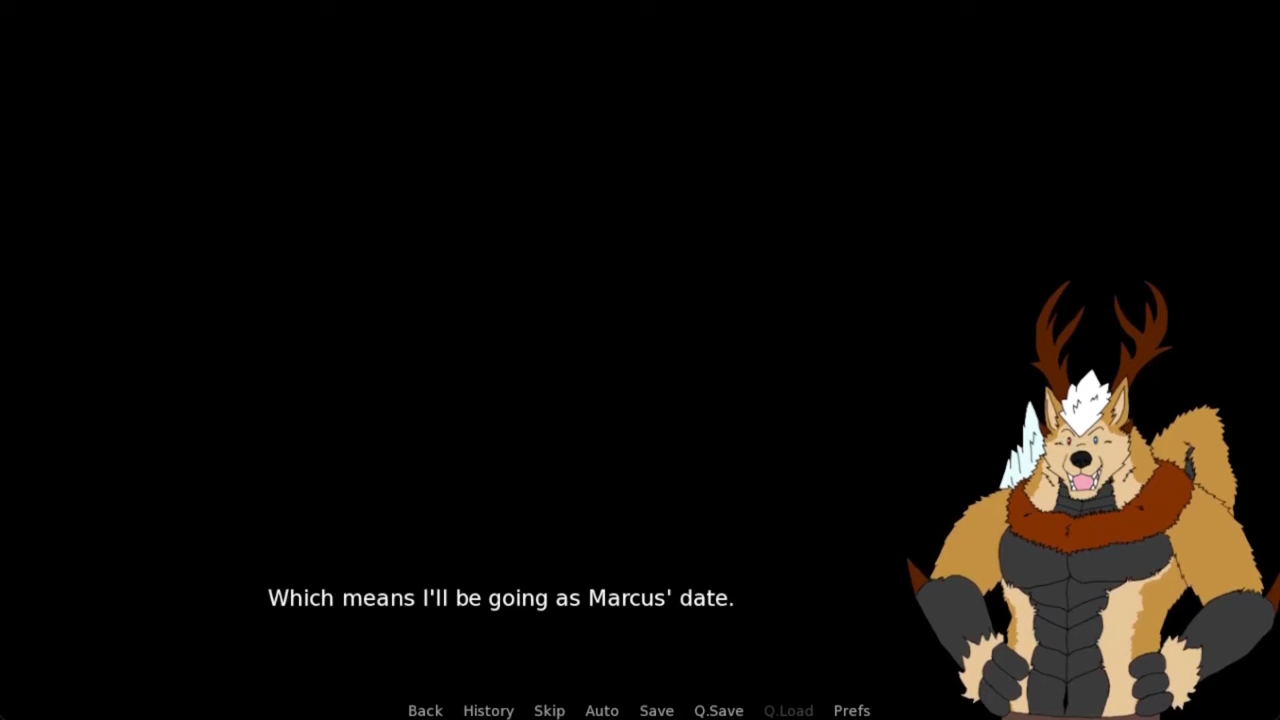 Which means I'll be going as Marcus' date.
Back History Skip Auto Save Q.Save Q.Load Prefs